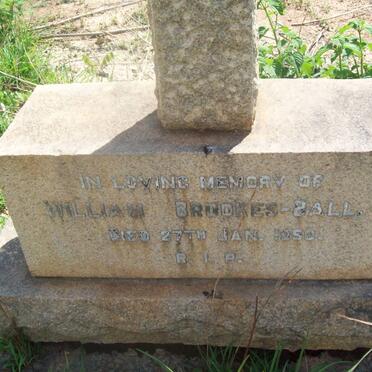 IN LOVING MEMORY OF
WILLIAM BROOKES-BALL.
DIED 27TH JAN. 1950.
R.I.P.